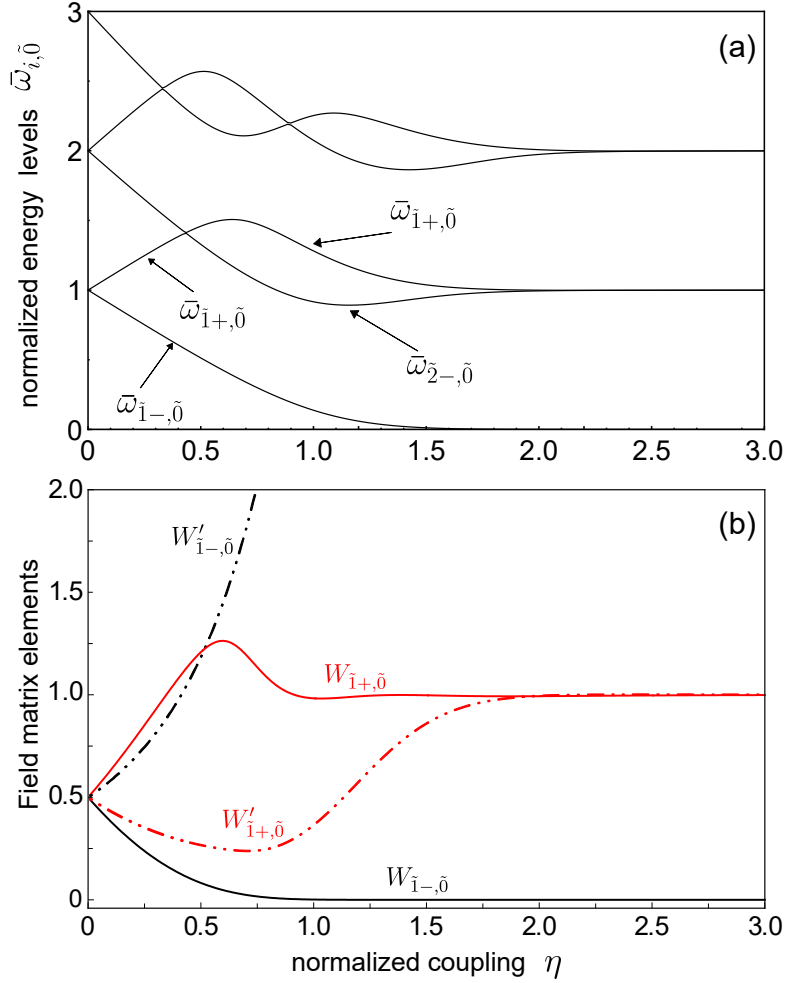 (a)
normalized energy levels ω̄_{i,0̃}
3
2
1
0
ω̄_{1̃+,0̃}
ω̄_{1̃+,0̃}
ω̄_{2̃−,0̃}
ω̄_{1̃−,0̃}
0 0.5 1.0 1.5 2.0 2.5 3.0
(b)
Field matrix elements
2.0
1.5
1.0
0.5
0
W′_{1̃−,0̃}
W_{1̃+,0̃}
W′_{1̃+,0̃}
W_{1̃−,0̃}
0 0.5 1.0 1.5 2.0 2.5 3.0
normalized coupling η